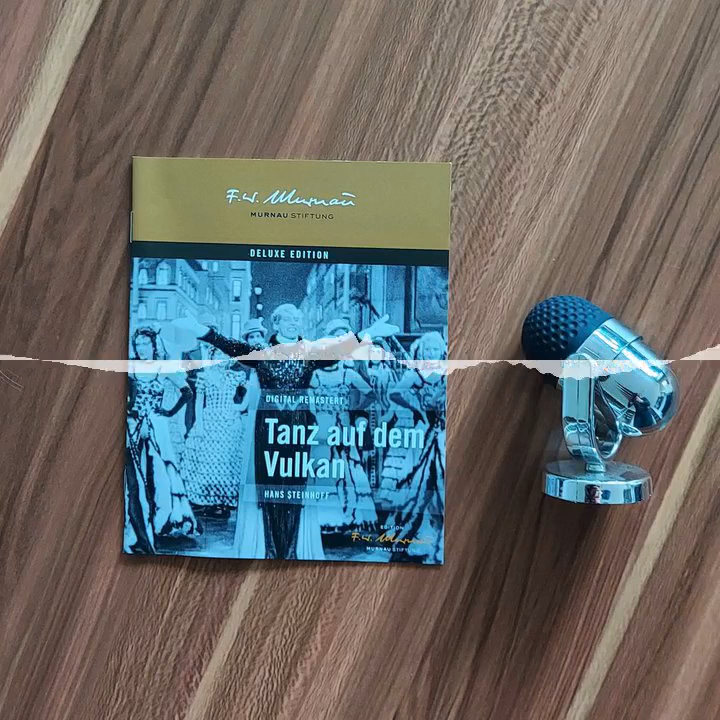 F.W. Murnau
MURNAU STIFTUNG
DELUXE EDITION
DIGITAL REMASTERT
Tanz auf dem
Vulkan
HANS STEINHOFF
EDITION
F.W. Murnau
MURNAU STIFTUNG